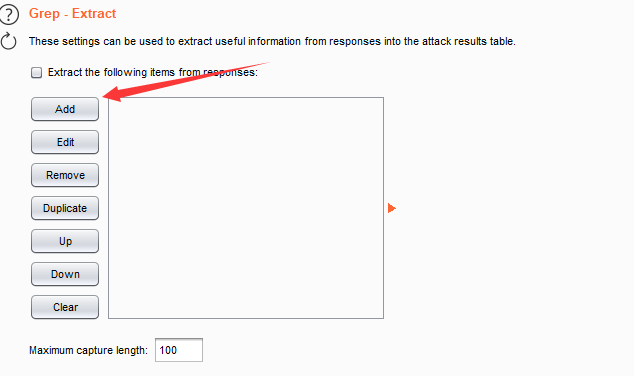 ?
Grep - Extract
These settings can be used to extract useful information from responses into the attack results table.
Extract the following items from responses:
Add
Edit
Remove
Duplicate
Up
Down
Clear
Maximum capture length: 100